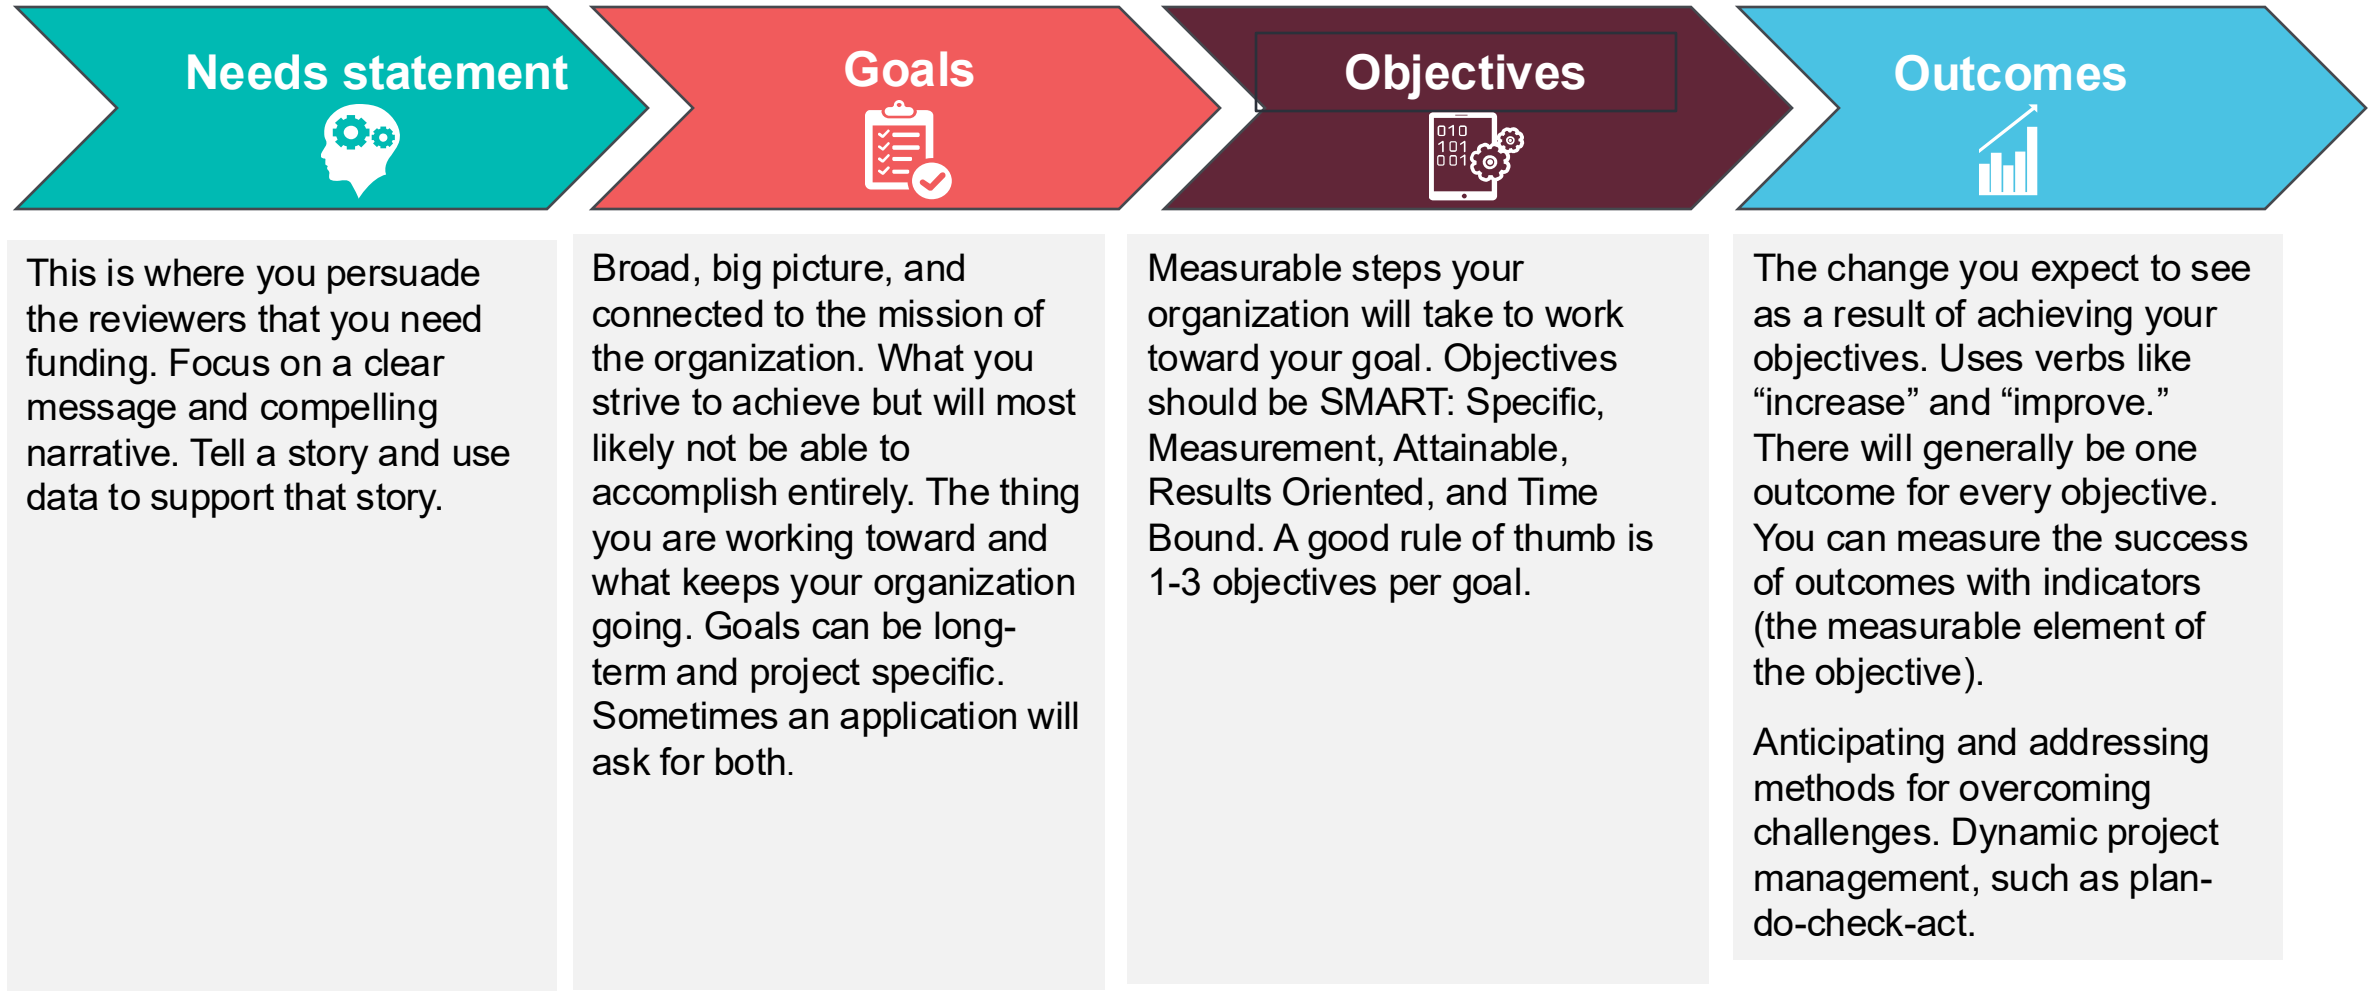 Needs statement
Goals
Objectives
010
101
001
Outcomes
This is where you persuade
the reviewers that you need
funding. Focus on a clear
message and compelling
narrative. Tell a story and use
data to support that story.
Broad, big picture, and
connected to the mission of
the organization. What you
strive to achieve but will most
likely not be able to
accomplish entirely. The thing
you are working toward and
what keeps your organization
going. Goals can be long-
term and project specific.
Sometimes an application will
ask for both.
Measurable steps your
organization will take to work
toward your goal. Objectives
should be SMART: Specific,
Measurement, Attainable,
Results Oriented, and Time
Bound. A good rule of thumb is
1-3 objectives per goal.
The change you expect to see
as a result of achieving your
objectives. Uses verbs like
“increase” and “improve.”
There will generally be one
outcome for every objective.
You can measure the success
of outcomes with indicators
(the measurable element of
the objective).
Anticipating and addressing
methods for overcoming
challenges. Dynamic project
management, such as plan-
do-check-act.